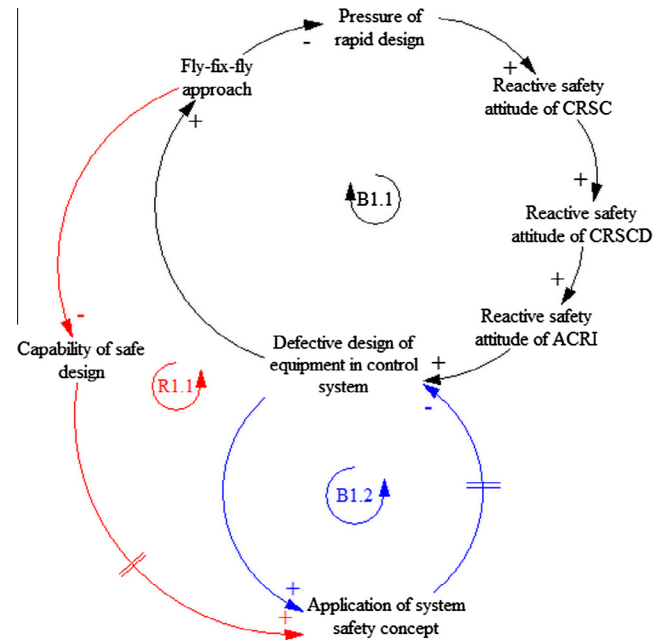 Pressure of
rapid design
-
Fly-fix-fly
approach
+
+
Reactive safety
attitude of CRSC
+
B1.1
Reactive safety
attitude of CRSCD
+
Reactive safety
attitude of ACRI
-
Capability of safe
design
R1.1
Defective design of
equipment in control
system
+
-
B1.2
+
+
Application of system
safety concept